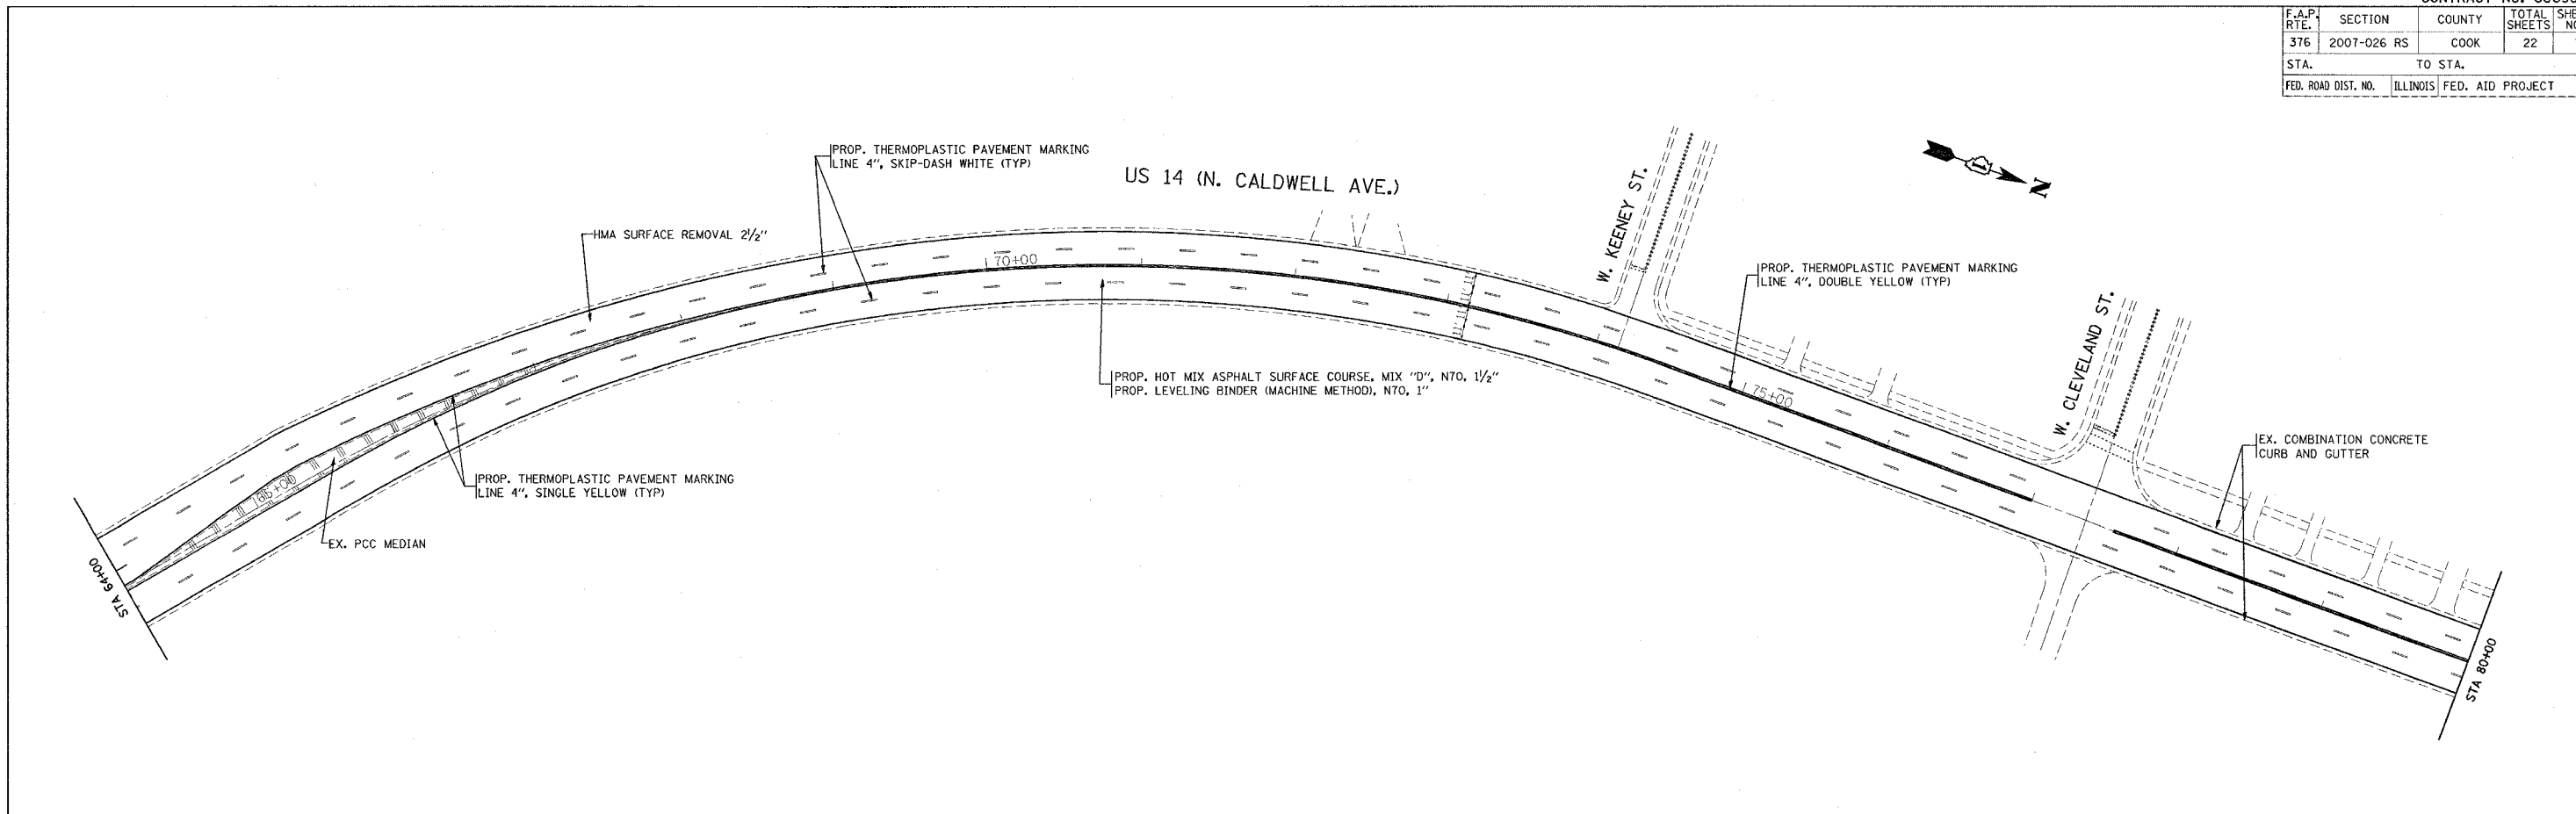 F.A.P. RTE. SECTION COUNTY TOTAL SHEETS
376 2007-026 RS COOK 22
STA. TO STA.
FED. ROAD DIST. NO. ILLINOIS FED. AID PROJECT
PROP. THERMOPLASTIC PAVEMENT MARKING
LINE 4", SKIP-DASH WHITE (TYP)
US 14 (N. CALDWELL AVE.)
N
HMA SURFACE REMOVAL 2½"
W. KEENEY ST.
70+00
PROP. THERMOPLASTIC PAVEMENT MARKING
LINE 4", DOUBLE YELLOW (TYP)
W. CLEVELAND ST.
PROP. HOT MIX ASPHALT SURFACE COURSE, MIX "D", N70, 1½"
PROP. LEVELING BINDER (MACHINE METHOD), N70, 1"
75+00
EX. COMBINATION CONCRETE
CURB AND GUTTER
PROP. THERMOPLASTIC PAVEMENT MARKING
LINE 4", SINGLE YELLOW (TYP)
65+00
EX. PCC MEDIAN
STA 64+00
STA 80+00